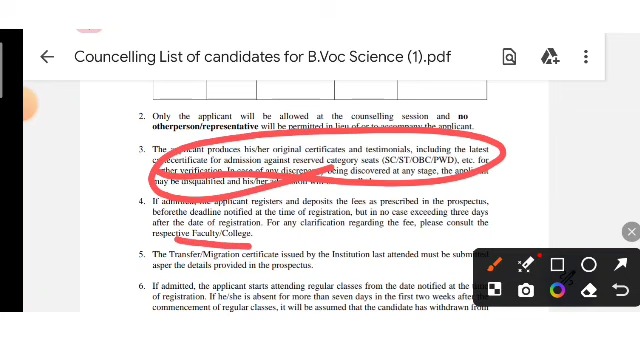 Councelling List of candidates for B.Voc Science (1).pdf
2. Only the applicant will be allowed at the counselling session and no
otherperson/representative will be permitted in lieu of or to accompany the applicant.
3. The applicant produces his/her original certificates and testimonials, including the latest
castecertificate for admission against reserved category seats (SC/ST/OBC/PWD), etc. for
further verification. In case of any discrepancy being discovered at any stage, the applicant
may be disqualified and his/her admission will
4. If admitted, the applicant registers and deposits the fees as prescribed in the prospectus,
beforethe deadline notified at the time of registration, but in no case exceeding three days
after the date of registration. For any clarification regarding the fee, please consult the
respective Faculty/College.
5. The Transfer/Migration certificate issued by the Institution last attended must be submitted
asper the details provided in the prospectus.
6. If admitted, the applicant starts attending regular classes from the date notified at the time
of registration. If he/she is absent for more than seven days in the first two weeks after the
commencement of regular classes, it will be assumed that the candidate has withdrawn from